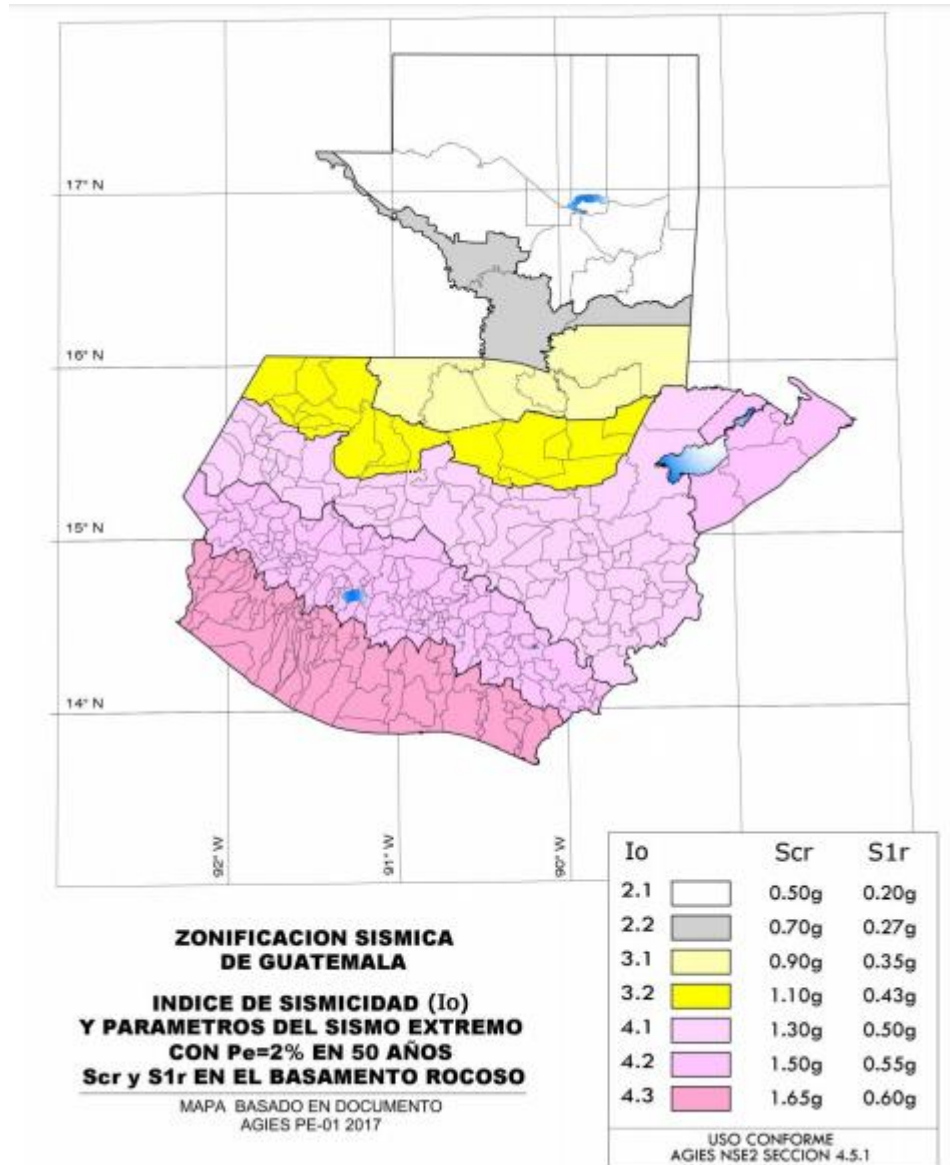 17° N
16° N
15° N
14° N
92° W
91° W
90° W
Io Scr S1r
2.1 0.50g 0.20g
2.2 0.70g 0.27g
3.1 0.90g 0.35g
3.2 1.10g 0.43g
4.1 1.30g 0.50g
4.2 1.50g 0.55g
4.3 1.65g 0.60g
USO CONFORME
AGIES NSE2 SECCION 4.5.1
ZONIFICACION SISMICA
DE GUATEMALA
INDICE DE SISMICIDAD (Io)
Y PARAMETROS DEL SISMO EXTREMO
CON Pe=2% EN 50 AÑOS
Scr y S1r EN EL BASAMENTO ROCOSO
MAPA BASADO EN DOCUMENTO
AGIES PE-01 2017